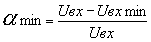 α min = (Uвх − Uвх min) / Uвх